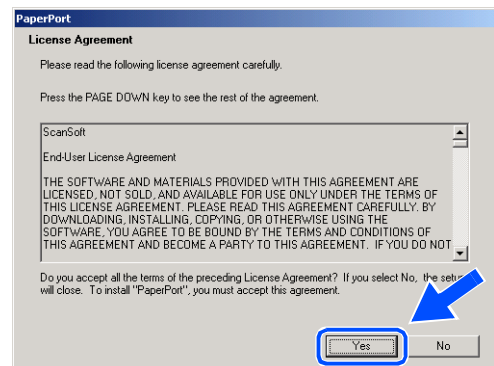 PaperPort
License Agreement
Please read the following license agreement carefully.
Press the PAGE DOWN key to see the rest of the agreement.
ScanSoft
End-User License Agreement
THE SOFTWARE AND MATERIALS PROVIDED WITH THIS AGREEMENT ARE
LICENSED, NOT SOLD, AND AVAILABLE FOR USE ONLY UNDER THE TERMS OF
THIS LICENSE AGREEMENT. PLEASE READ THIS AGREEMENT CAREFULLY. BY
DOWNLOADING, INSTALLING, COPYING, OR OTHERWISE USING THE
SOFTWARE, YOU AGREE TO BE BOUND BY THE TERMS AND CONDITIONS OF
THIS AGREEMENT AND BECOME A PARTY TO THIS AGREEMENT. IF YOU DO NOT
Do you accept all the terms of the preceding License Agreement? If you select No, the setup
will close. To install "PaperPort", you must accept this agreement.
Yes No